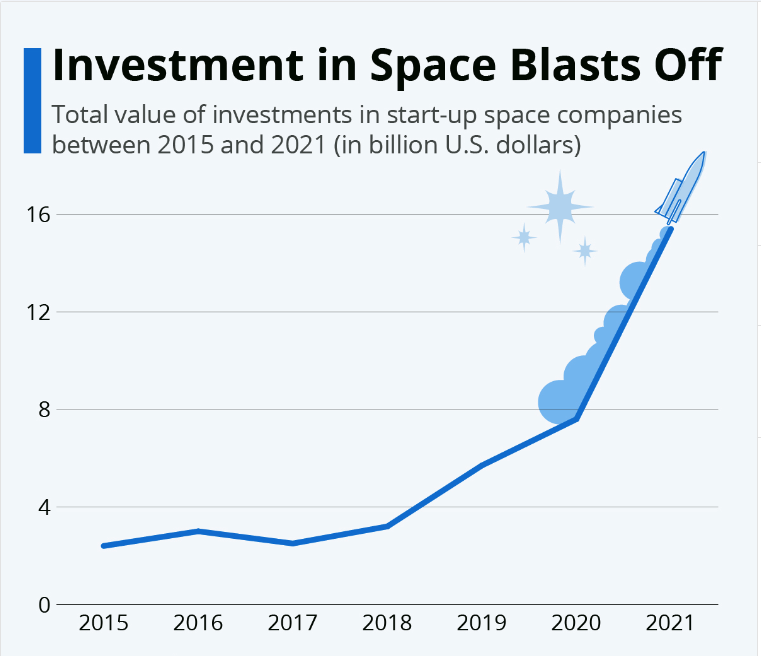 Investment in Space Blasts Off
Total value of investments in start-up space companies
between 2015 and 2021 (in billion U.S. dollars)
16
12
8
4
0
2015 2016 2017 2018 2019 2020 2021